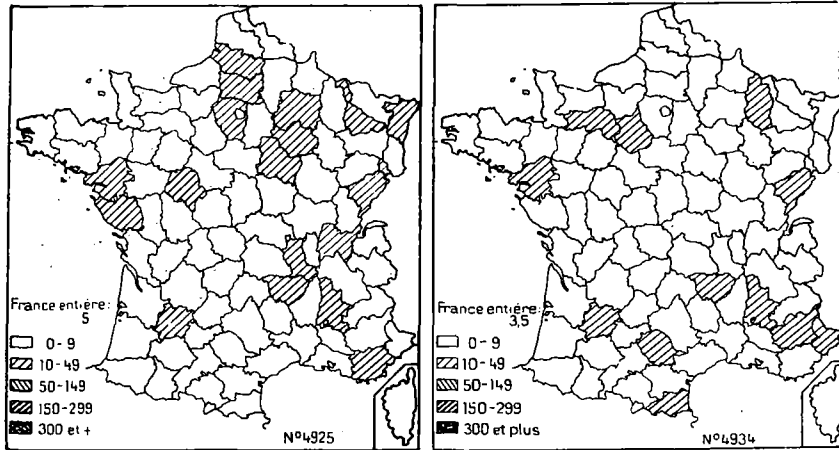 France entière:
5
0-9
10-49
50-149
150-299
300 et +
N°4925
France entière:
3,5
0-9
10-49
50-149
150-299
300 et plus
N°4934